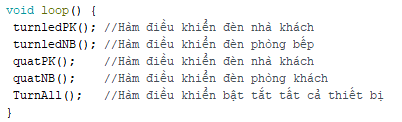 void loop() {
turnledPK(); //Hàm điều khiển đèn nhà khách
turnledNB(); //Hàm điều khiển đèn phòng bếp
quatPK(); //Hàm điều khiển đèn nhà khách
quatNB(); //Hàm điều khiển đèn phòng khách
TurnAll(); //Hàm điều khiển bật tắt tất cả thiết bị
}